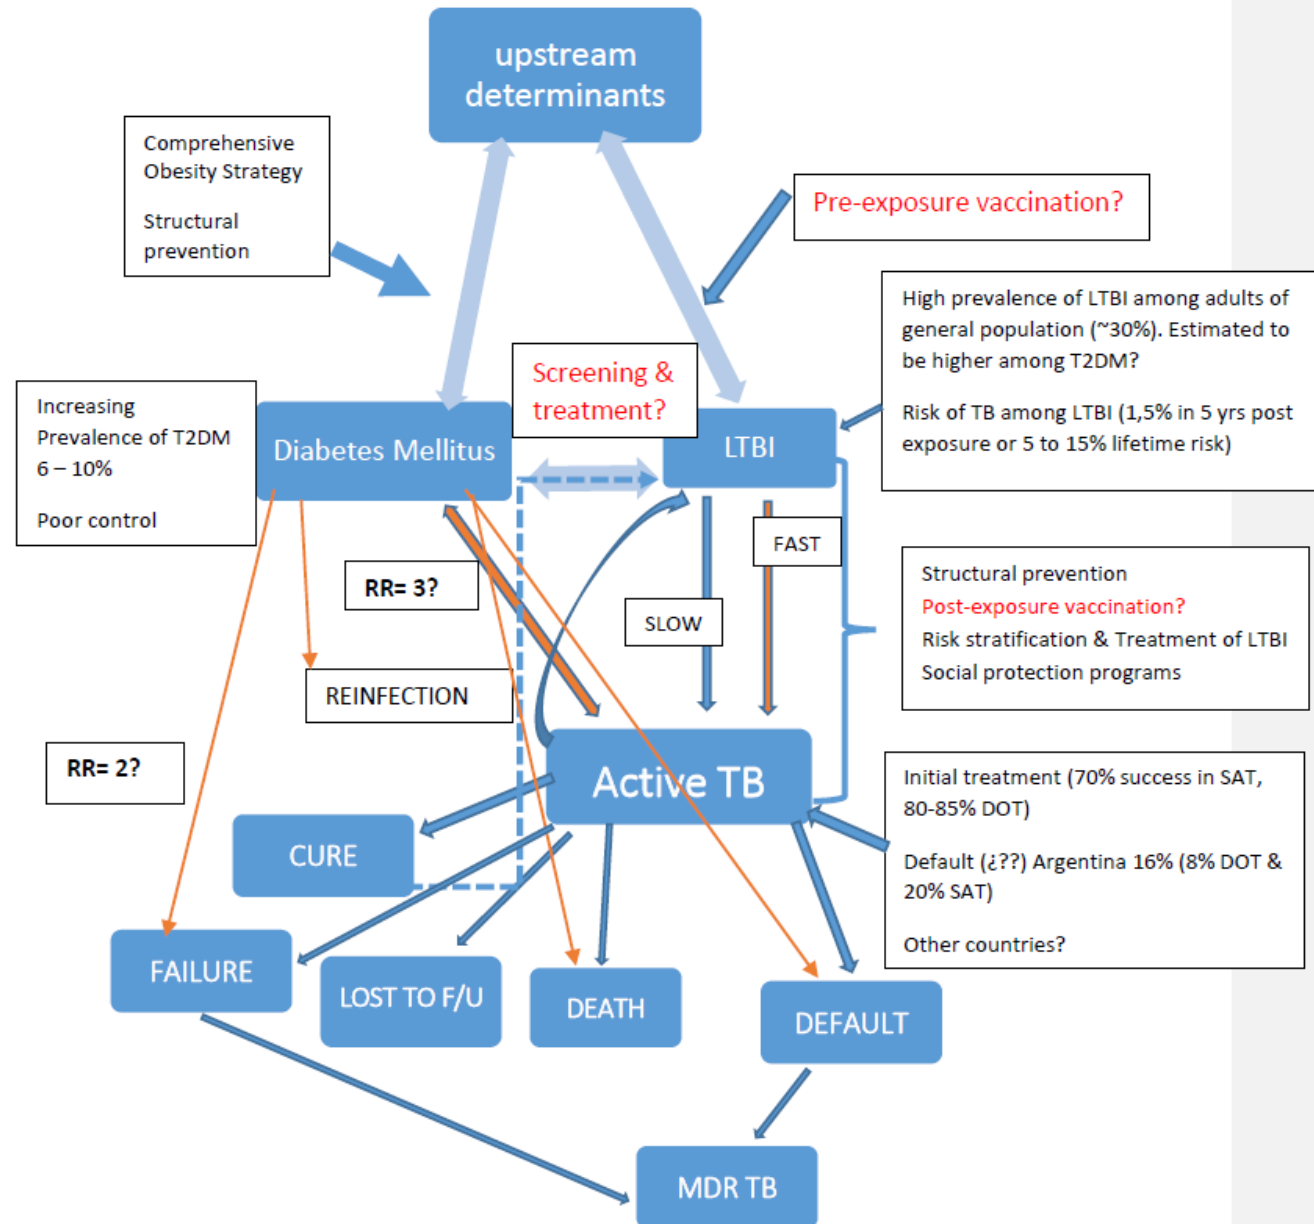 upstream
determinants
Comprehensive
Obesity Strategy
Structural
prevention
Pre-exposure vaccination?
High prevalence of LTBI among adults of
general population (~30%). Estimated to
be higher among T2DM?
Risk of TB among LTBI (1,5% in 5 yrs post
exposure or 5 to 15% lifetime risk)
Screening &
treatment?
Increasing
Prevalence of T2DM
6 – 10%
Poor control
Diabetes Mellitus
LTBI
FAST
RR= 3?
SLOW
Structural prevention
Post-exposure vaccination?
Risk stratification & Treatment of LTBI
Social protection programs
REINFECTION
RR= 2?
Active TB
Initial treatment (70% success in SAT,
80-85% DOT)
Default (¿??) Argentina 16% (8% DOT &
20% SAT)
Other countries?
CURE
FAILURE
LOST TO F/U
DEATH
DEFAULT
MDR TB